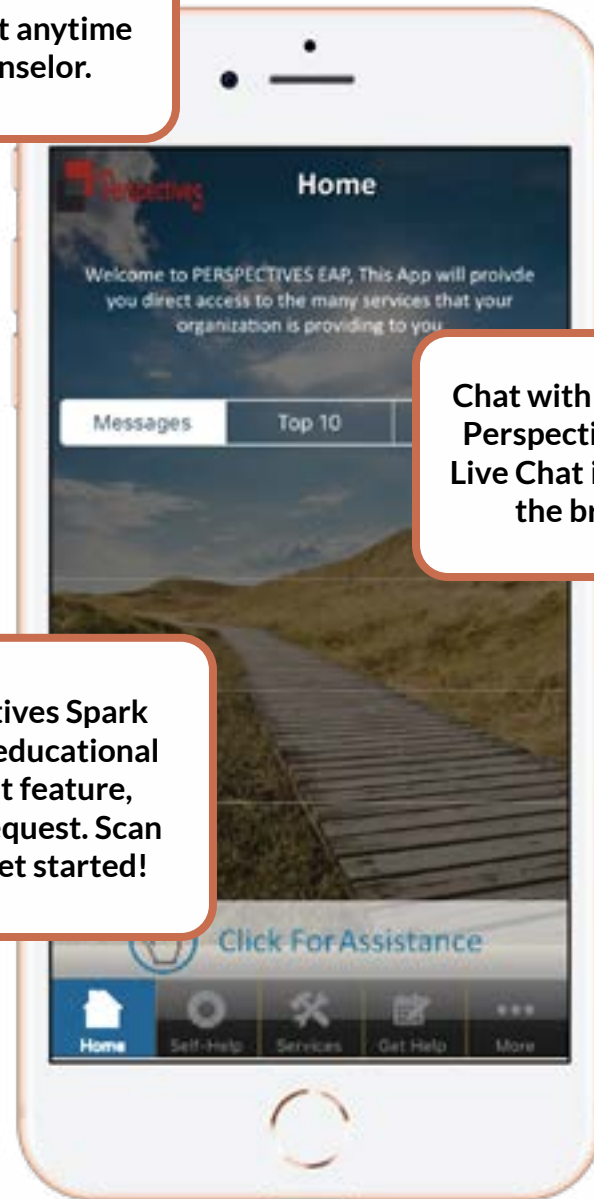 t anytime
nselor.
Perspectives
Home
Welcome to PERSPECTIVES EAP, This App will proivde
you direct access to the many services that your
organization is providing to you
Messages
Top 10
Chat with
Perspecti
Live Chat i
the br
tives Spark
educational
t feature,
quest. Scan
et started!
Click For Assistance
Home
Self-Help
Services
Get Help
More